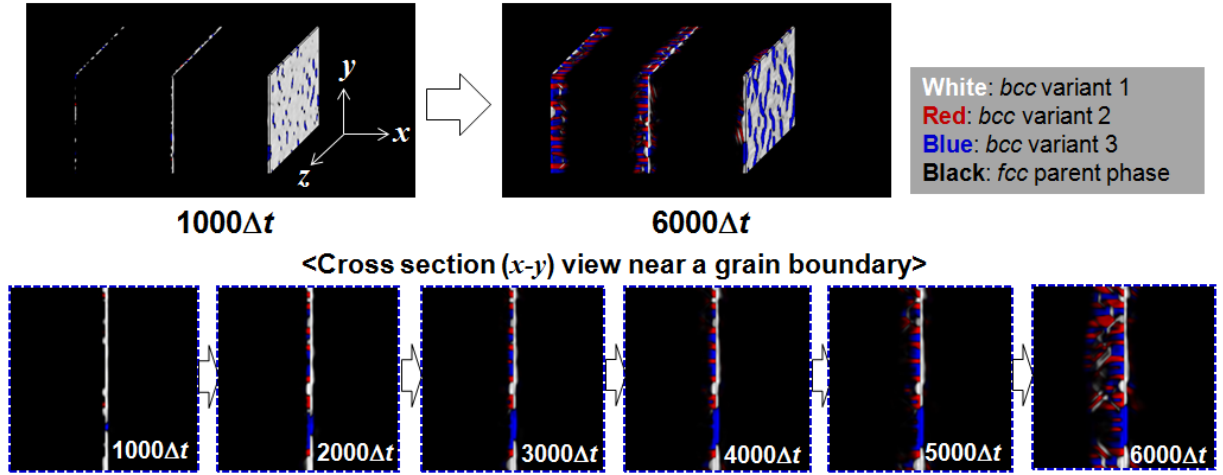 y
x
z
White: bcc variant 1
Red: bcc variant 2
Blue: bcc variant 3
Black: fcc parent phase
1000Δt
6000Δt
<Cross section (x-y) view near a grain boundary>
1000Δt
2000Δt
3000Δt
4000Δt
5000Δt
6000Δt